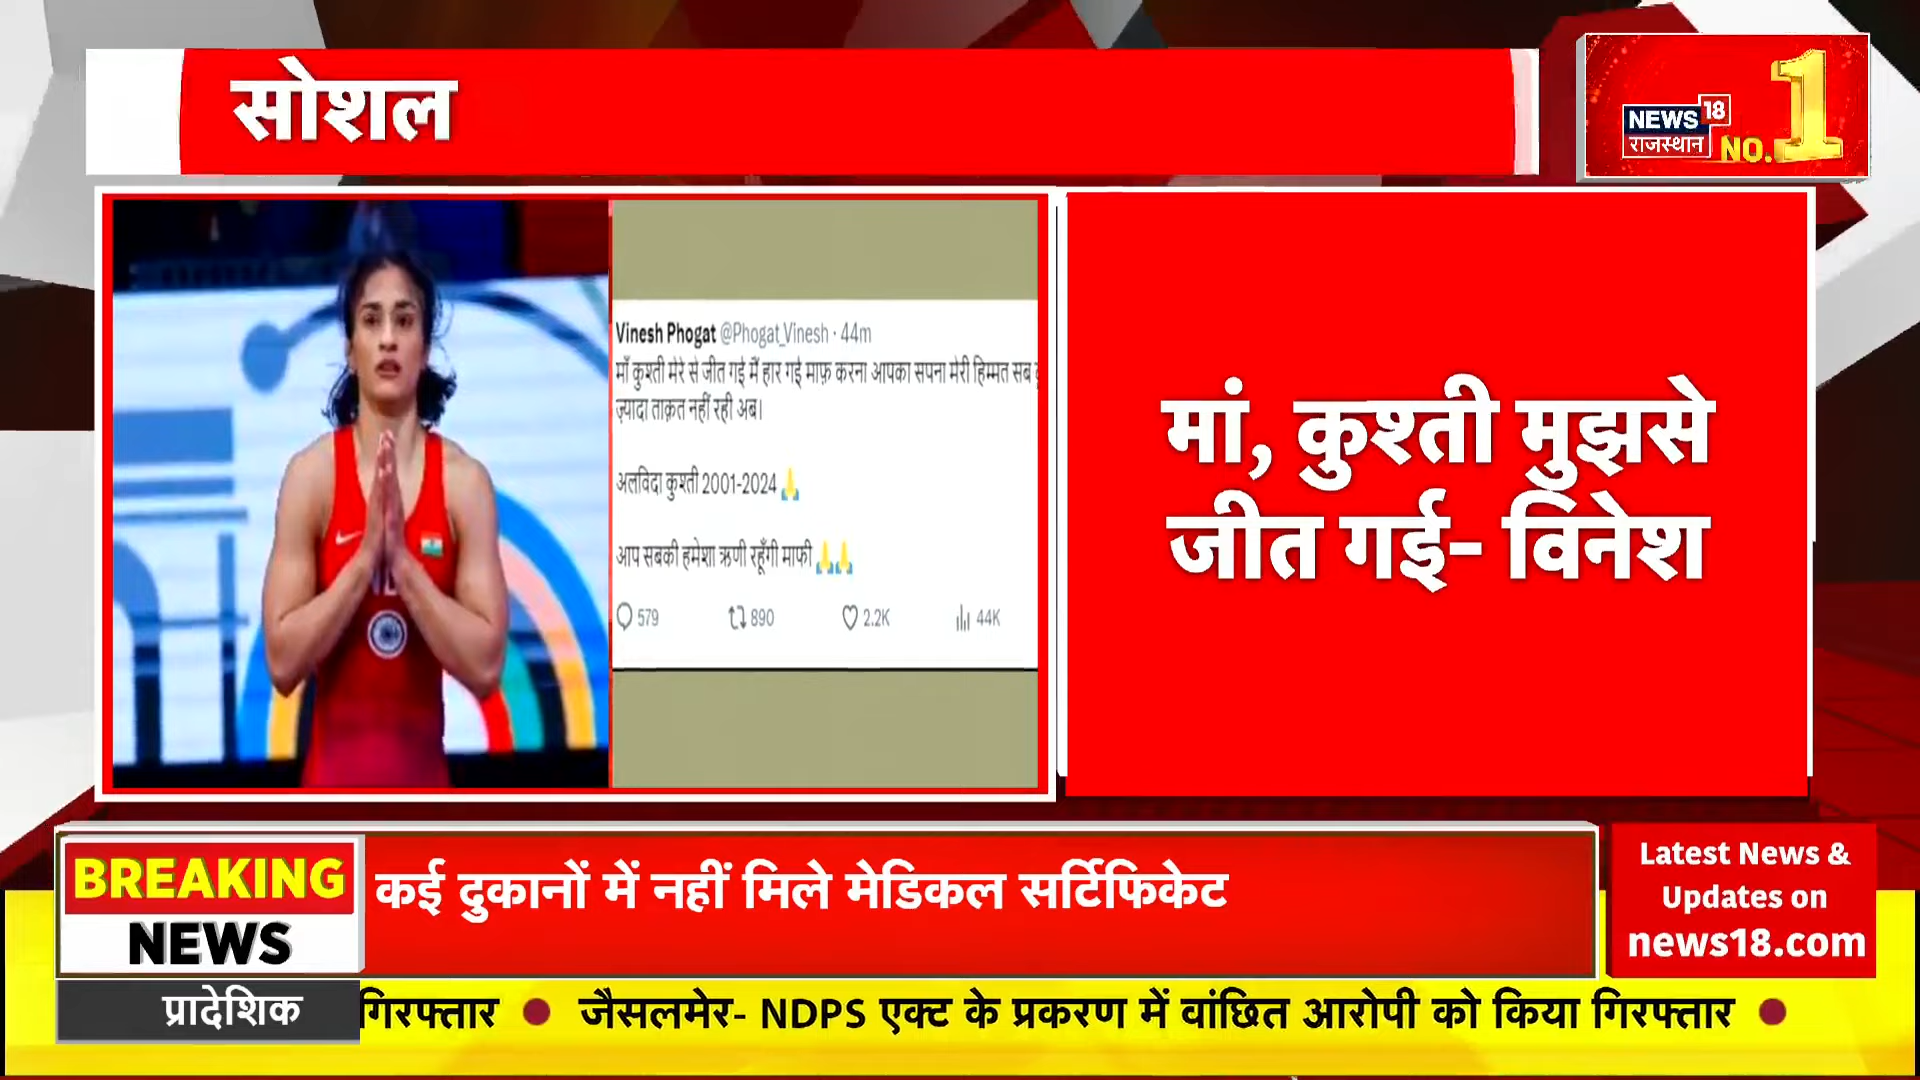 सोशल
NEWS 18
राजस्थान
NO. 1
Vinesh Phogat @Phogat_Vinesh · 44m
माँ कुश्ती मेरे से जीत गई मैं हार गई माफ़ करना आपका सपना मेरी हिम्मत सब
ज़्यादा ताक़त नहीं रही अब।
अलविदा कुश्ती 2001-2024 🙏
आप सबकी हमेशा ऋणी रहूँगी माफी 🙏🙏
579 890 2.2K 44K
मां, कुश्ती मुझसे
जीत गई- विनेश
BREAKING
NEWS
कई दुकानों में नहीं मिले मेडिकल सर्टिफिकेट
Latest News &
Updates on
news18.com
प्रादेशिक
गिरफ्तार ● जैसलमेर- NDPS एक्ट के प्रकरण में वांछित आरोपी को किया गिरफ्तार ●